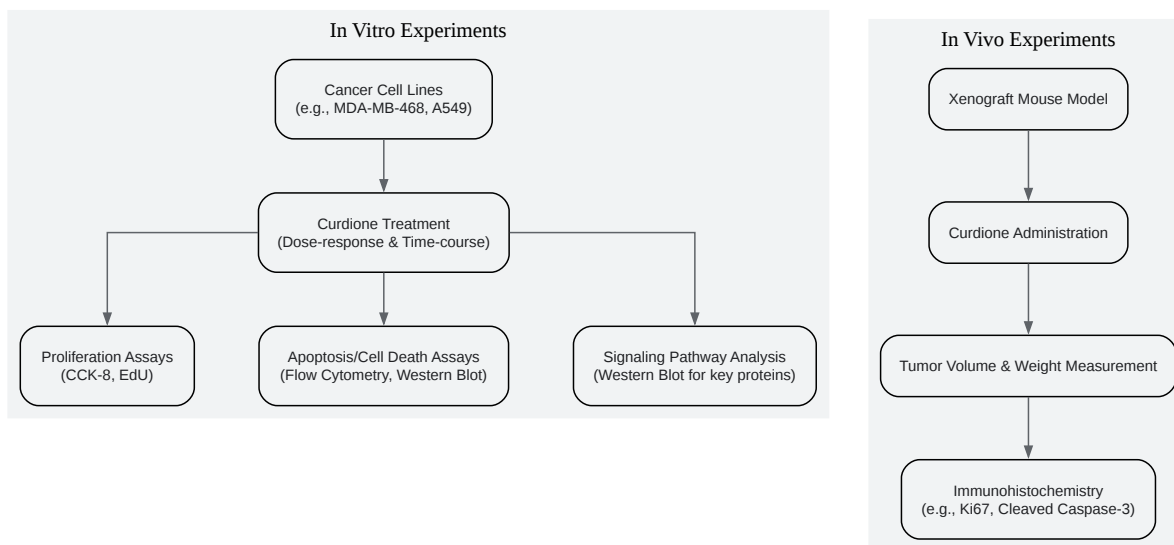 In Vitro Experiments
Cancer Cell Lines
(e.g., MDA-MB-468, A549)
Curdione Treatment
(Dose-response & Time-course)
Proliferation Assays
(CCK-8, EdU)
Apoptosis/Cell Death Assays
(Flow Cytometry, Western Blot)
Signaling Pathway Analysis
(Western Blot for key proteins)
In Vivo Experiments
Xenograft Mouse Model
Curdione Administration
Tumor Volume & Weight Measurement
Immunohistochemistry
(e.g., Ki67, Cleaved Caspase-3)